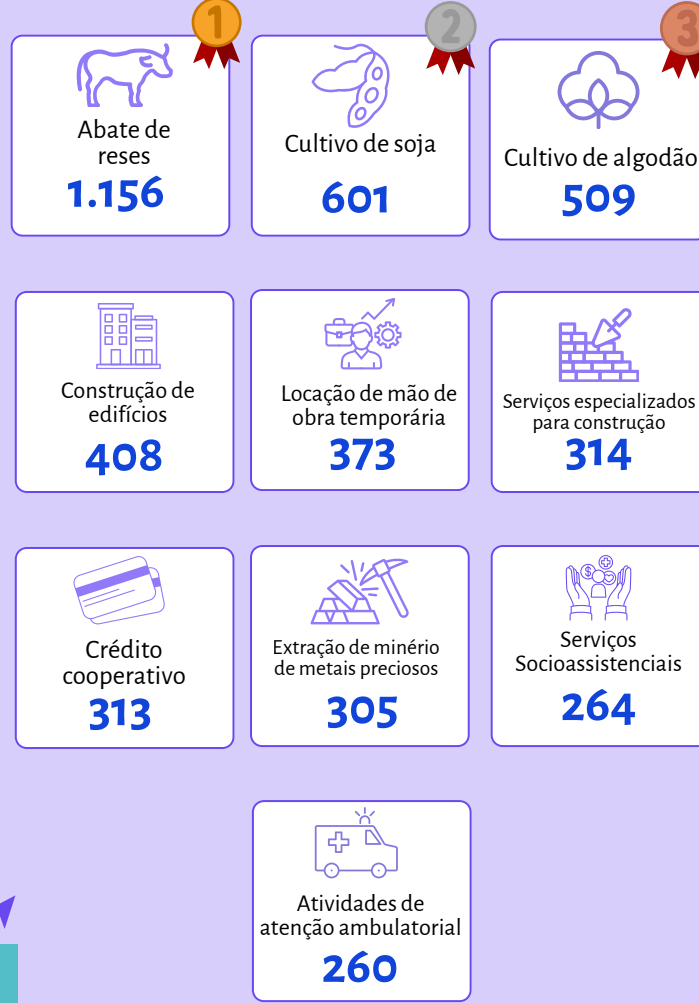 1
2
3
Abate de
reses
1.156
Cultivo de soja
601
Cultivo de algodão
509
Construção de
edifícios
408
Locação de mão de
obra temporária
373
Serviços especializados
para construção
314
Crédito
cooperativo
313
Extração de minério
de metais preciosos
305
$
Serviços
Socioassistenciais
264
Atividades de
atenção ambulatorial
260